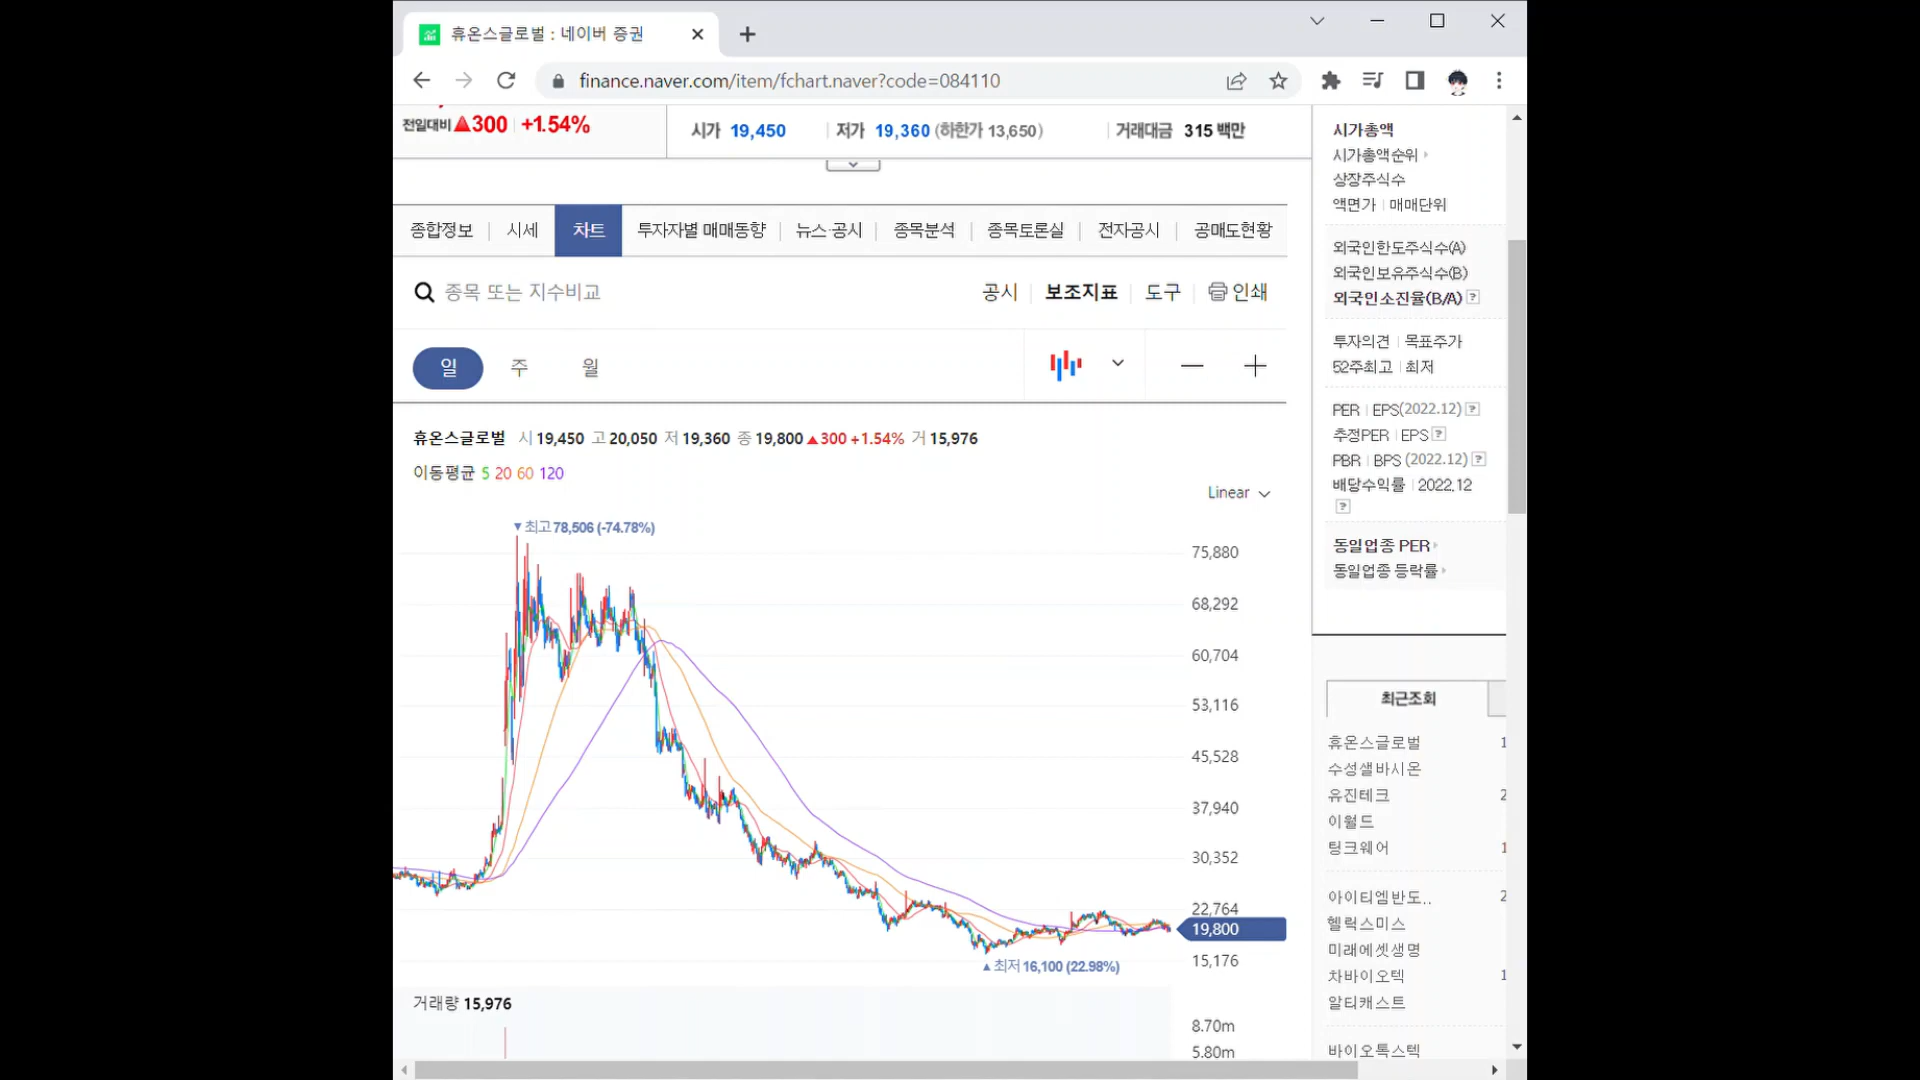 휴온스글로벌 : 네이버 증권
finance.naver.com/item/fchart.naver?code=084110
전일대비 ▲300 +1.54%
시가 19,450 저가 19,360 (하한가 13,650) 거래대금 315 백만
종합정보 시세 차트 투자자별 매매동향 뉴스·공시 종목분석 종목토론실 전자공시 공매도현황
종목 또는 지수비교 공시 보조지표 도구 인쇄
일 주 월
휴온스글로벌 시 19,450 고 20,050 저 19,360 종 19,800 ▲300 +1.54% 거 15,976
이동평균 5 20 60 120
Linear
▼최고 78,506 (-74.78%)
75,880
68,292
60,704
53,116
45,528
37,940
30,352
22,764
19,800
15,176
▲최저 16,100 (22.98%)
거래량 15,976
8.70m
5.80m
시가총액
시가총액순위
상장주식수
액면가 매매단위
외국인한도주식수(A)
외국인보유주식수(B)
외국인소진율(B/A) ?
투자의견 목표주가
52주최고 최저
PER EPS(2022.12) ?
추정PER EPS ?
PBR BPS (2022.12) ?
배당수익률 2022.12
?
동일업종 PER
동일업종 등락률
최근조회
휴온스글로벌 1
수성샐바시온
유진테크 2
이월드
팅크웨어 1
아이티엠반도.. 2
헬릭스미스
미래에셋생명
차바이오텍 1
알티캐스트
바이오톡스텍